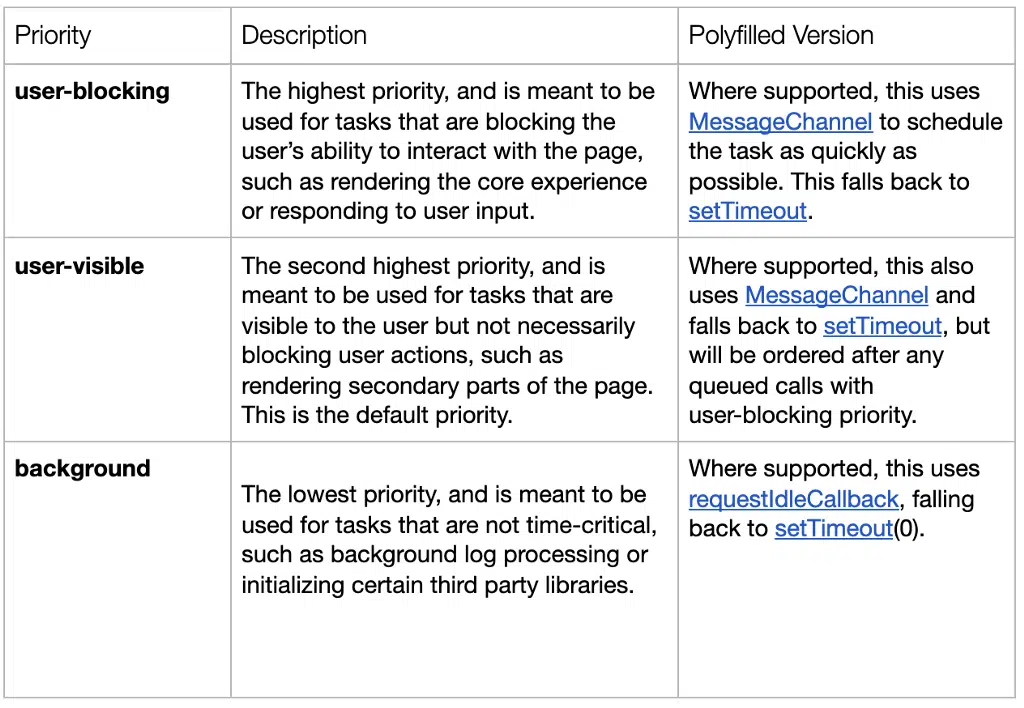 Priority
Description
Polyfilled Version
user-blocking
The highest priority, and is meant to be
used for tasks that are blocking the
user’s ability to interact with the page,
such as rendering the core experience
or responding to user input.
Where supported, this uses
MessageChannel to schedule
the task as quickly as
possible. This falls back to
setTimeout.
user-visible
The second highest priority, and is
meant to be used for tasks that are
visible to the user but not necessarily
blocking user actions, such as
rendering secondary parts of the page.
This is the default priority.
Where supported, this also
uses MessageChannel and
falls back to setTimeout, but
will be ordered after any
queued calls with
user-blocking priority.
background
The lowest priority, and is meant to be
used for tasks that are not time-critical,
such as background log processing or
initializing certain third party libraries.
Where supported, this uses
requestIdleCallback, falling
back to setTimeout(0).